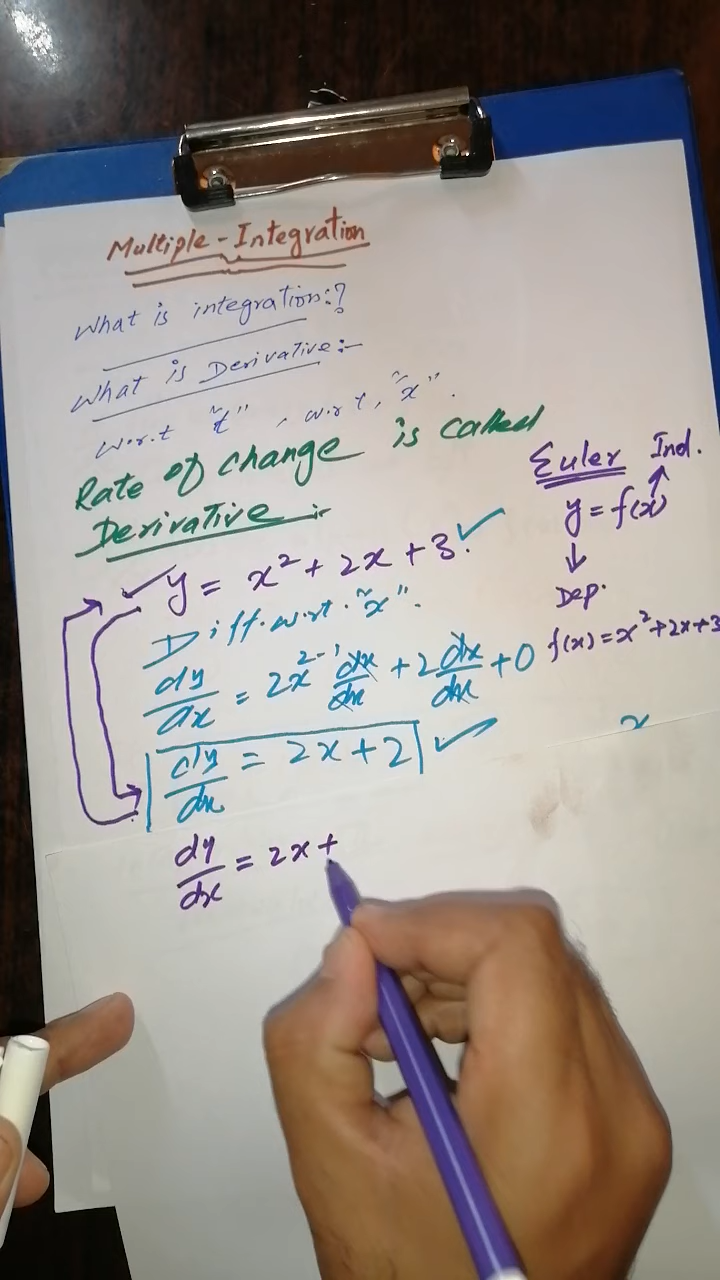 Multiple-Integration
What is integration:?
What is Derivative:-
w.r.t "t", w.r.t, "x".
Rate of change is called
Derivative :-
Euler Ind.
y = f(x)
↓
Dep.
f(x) = x² + 2x + 3
y = x² + 2x + 3.
Diff. w.r.t. "x".
dy/dx = 2x²⁻¹ dx/dx + 2 dx/dx + 0
dy/dx = 2x + 2
x
dy/dx = 2x +